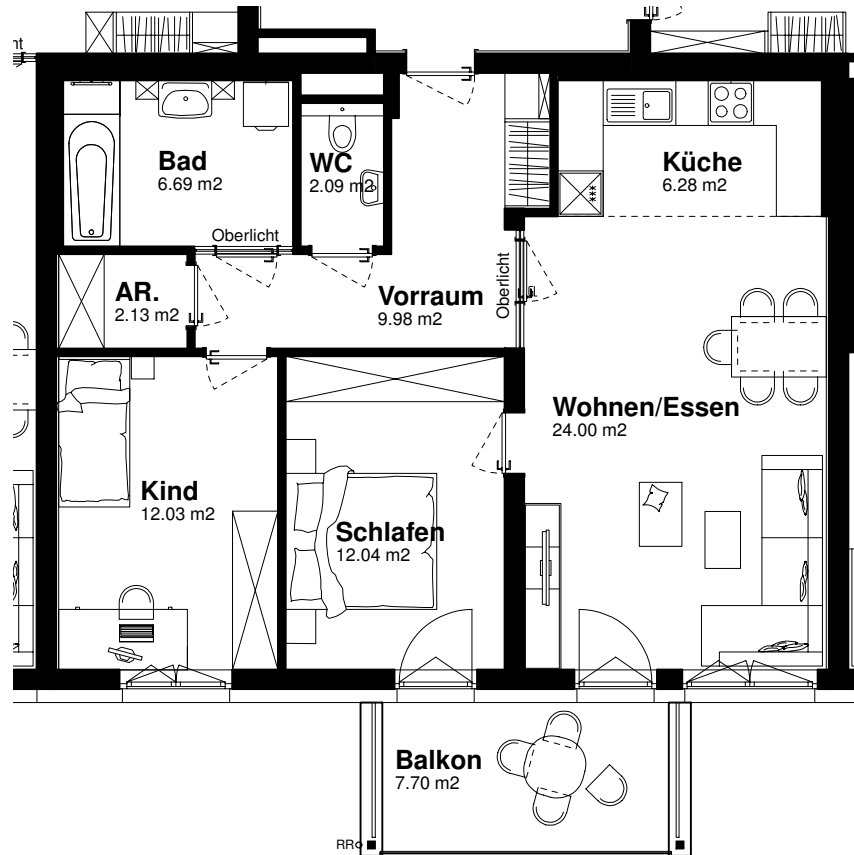 nt
Bad
6.69 m2
WC
2.09 m2
Küche
6.28 m2
Oberlicht
Oberlicht
AR.
2.13 m2
Vorraum
9.98 m2
Wohnen/Essen
24.00 m2
Kind
12.03 m2
Schlafen
12.04 m2
Balkon
7.70 m2
RR